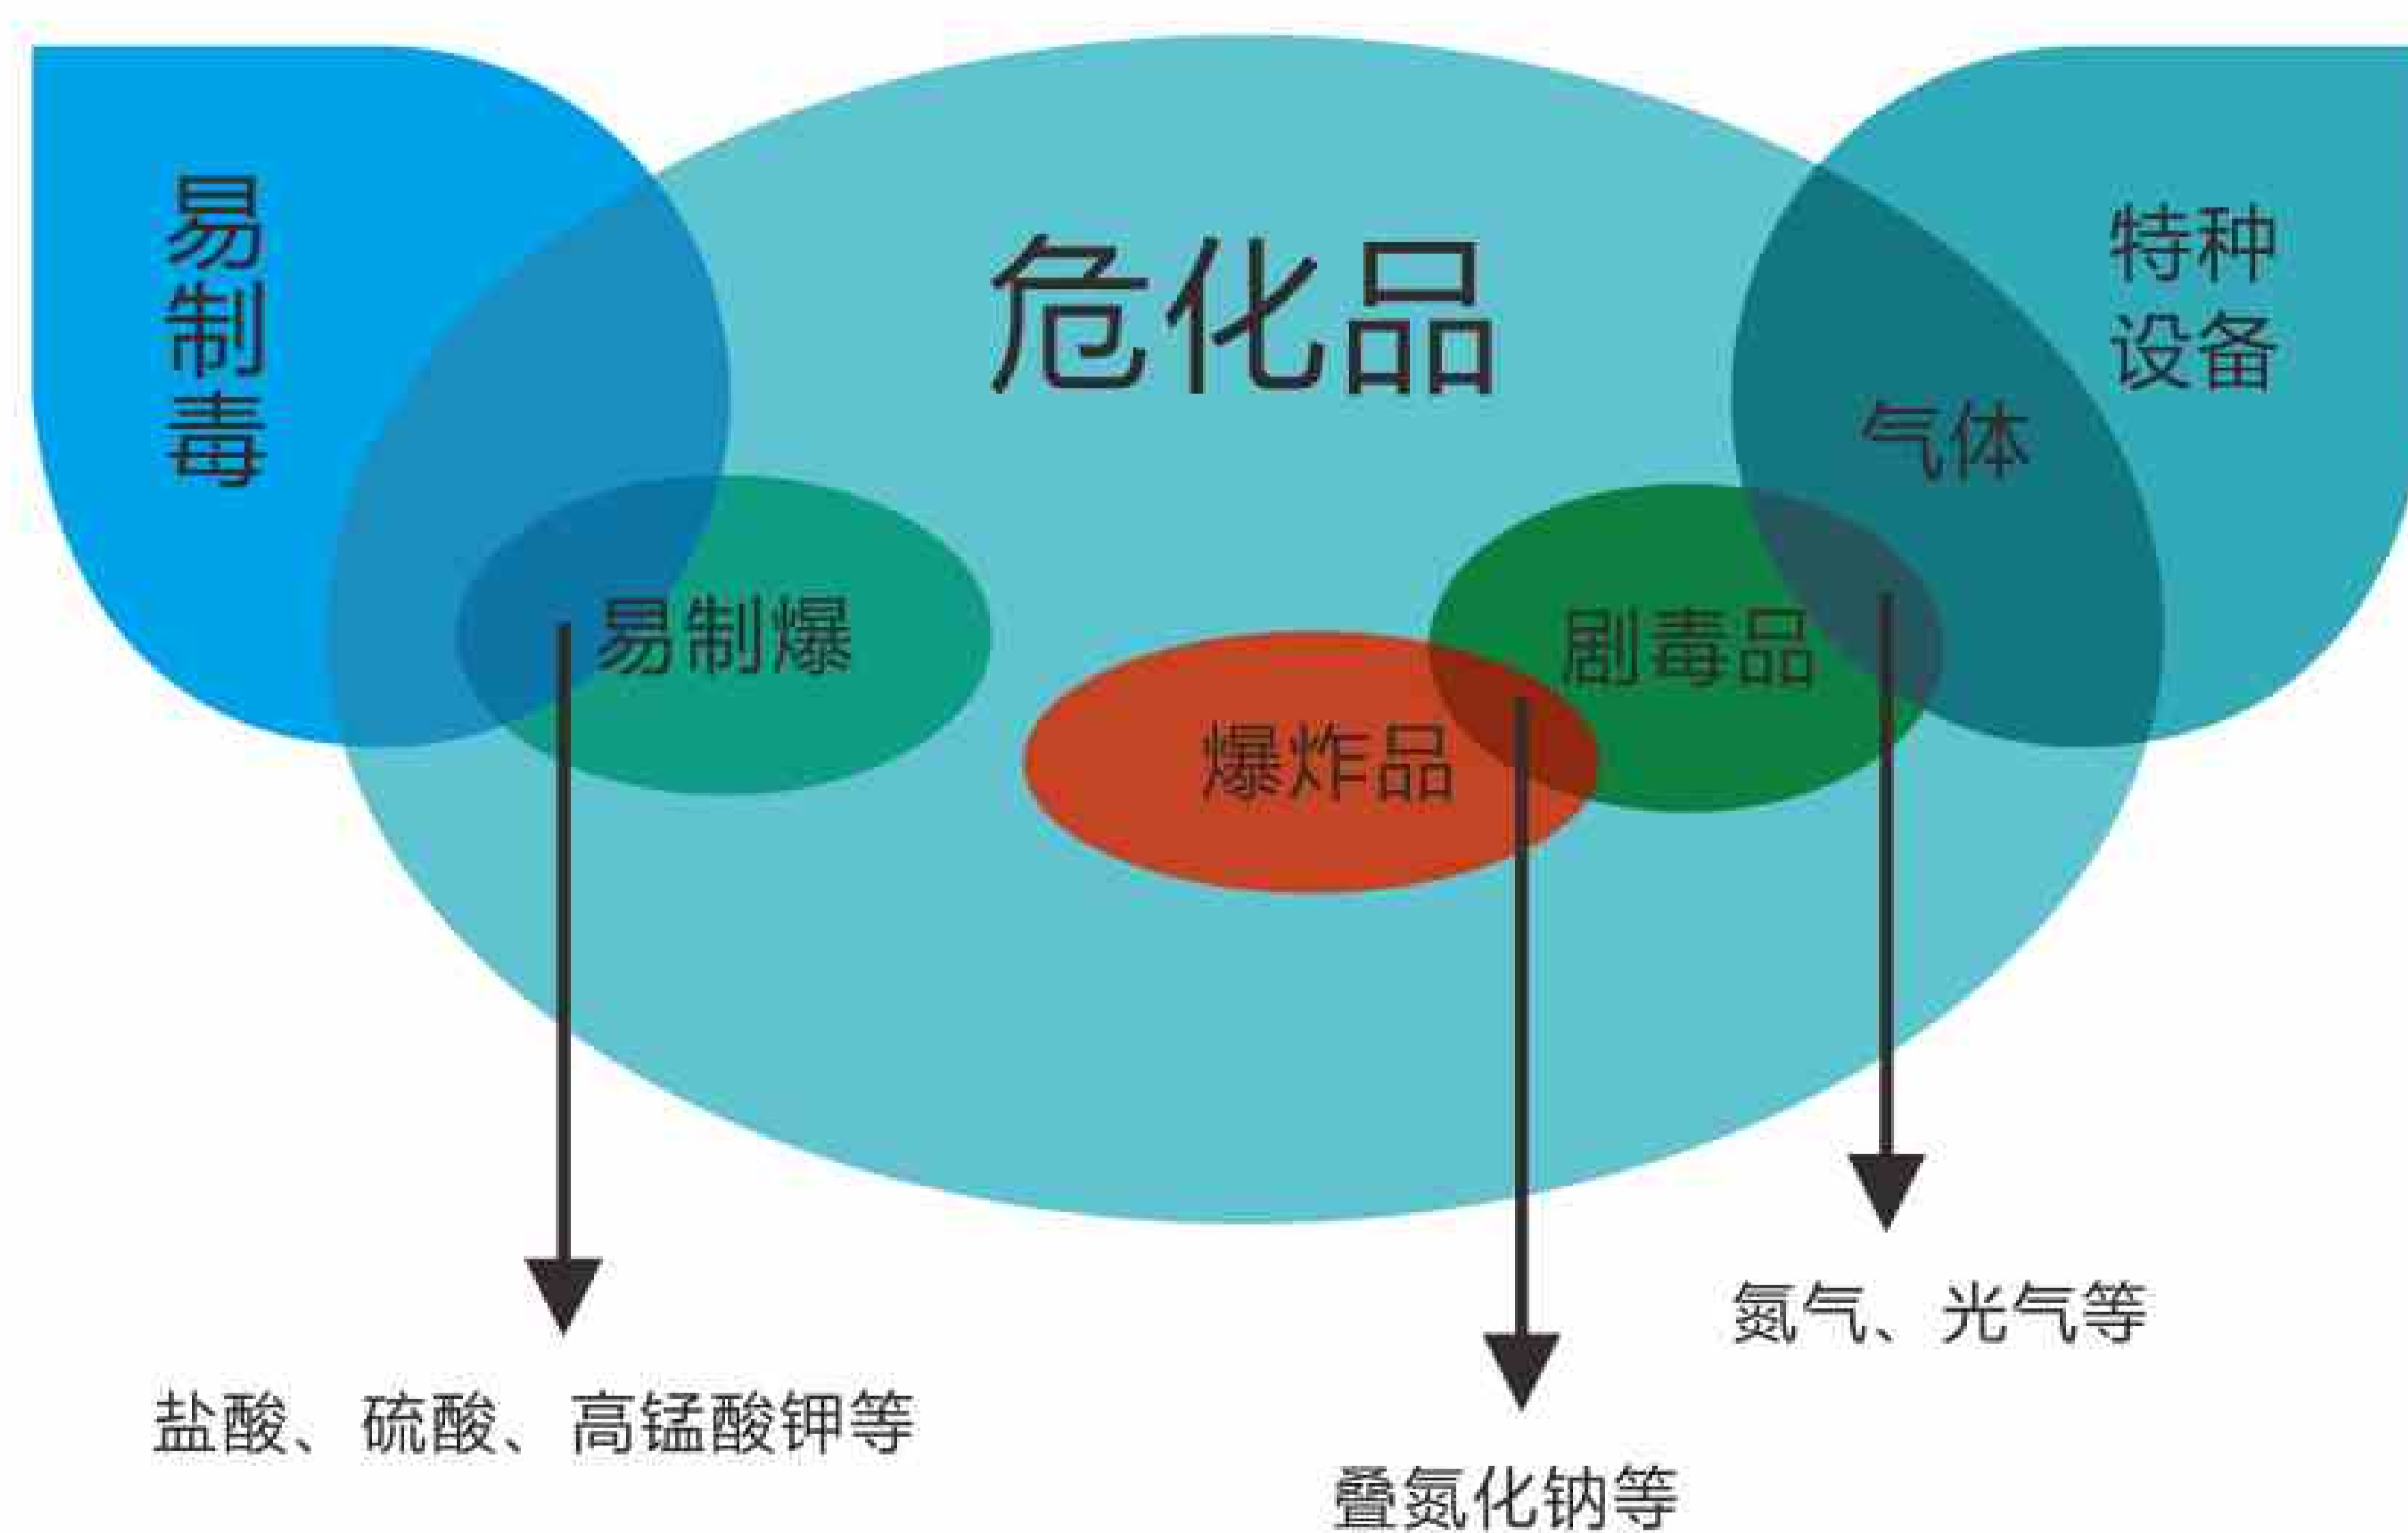 易制毒
危化品
特种
设备
气体
易制爆
剧毒品
爆炸品
氮气、光气等
盐酸、硫酸、高锰酸钾等
叠氮化钠等